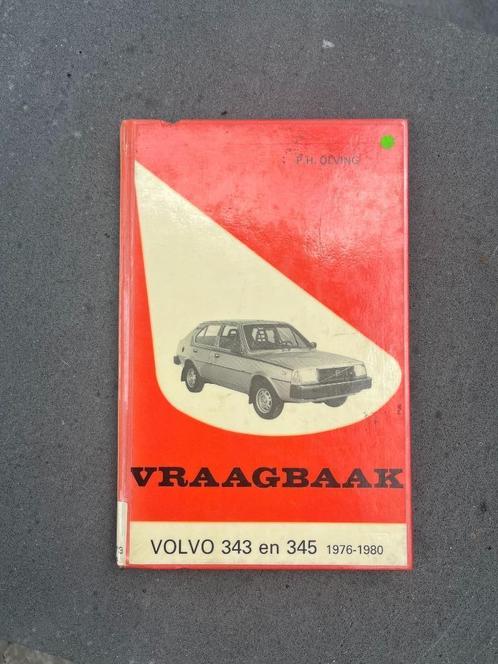 P.H. OLVING
VRAAGBAAK
VOLVO 343 en 345 1976-1980